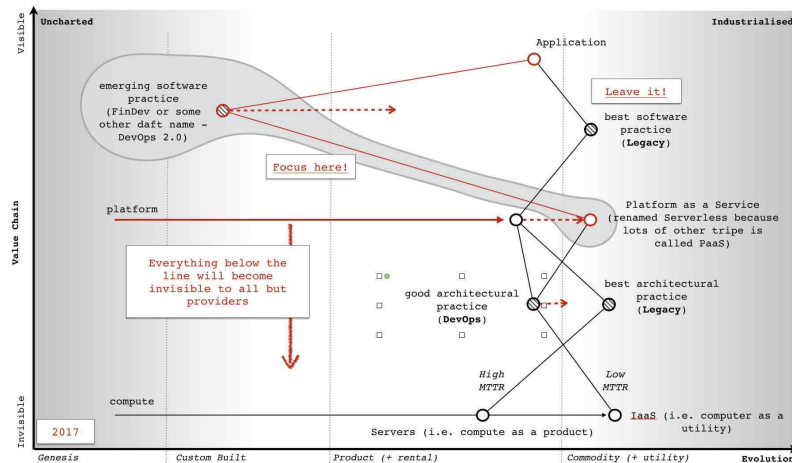 Visible
Uncharted
Industrialised
Application
emerging software
practice
(FinDev or some
other daft name –
DevOps 2.0)
Leave it!
best software
practice
(Legacy)
Focus here!
Value Chain
platform
Platform as a Service
(renamed Serverless because
lots of other tripe is
called PaaS)
Everything below the
line will become
invisible to all but
providers
good architectural
practice
(DevOps)
best architectural
practice
(Legacy)
High
MTTR
Low
MTTR
compute
Servers (i.e. compute as a product)
IaaS (i.e. computer as a
utility)
Invisible
2017
Genesis
Custom Built
Product (+ rental)
Commodity (+ utility)
Evolution